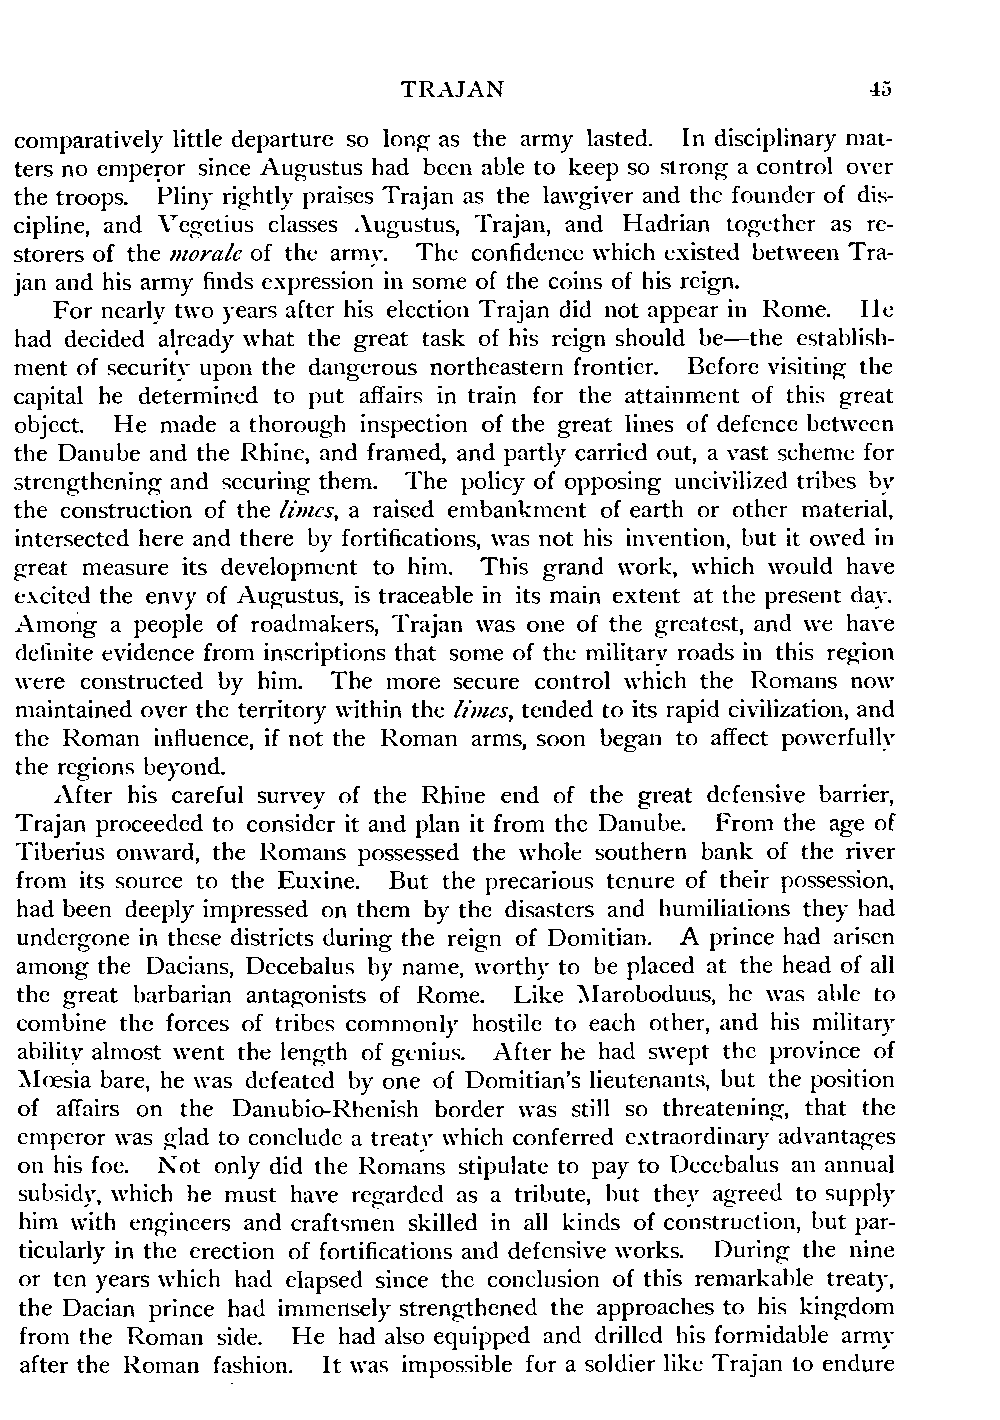 TRAJAN 45
comparatively little departure so long as the army lasted. In disciplinary mat-
ters no emperor since Augustus had been able to keep so strong a control over
the troops. Pliny rightly praises Trajan as the lawgiver and the founder of dis-
cipline, and Vegetius classes Augustus, Trajan, and Hadrian together as re-
storers of the morale of the army. The confidence which existed between Tra-
jan and his army finds expression in some of the coins of his reign.
For nearly two years after his election Trajan did not appear in Rome. He
had decided already what the great task of his reign should be—the establish-
ment of security upon the dangerous northeastern frontier. Before visiting the
capital he determined to put affairs in train for the attainment of this great
object. He made a thorough inspection of the great lines of defence between
the Danube and the Rhine, and framed, and partly carried out, a vast scheme for
strengthening and securing them. The policy of opposing uncivilized tribes by
the construction of the limes, a raised embankment of earth or other material,
intersected here and there by fortifications, was not his invention, but it owed in
great measure its development to him. This grand work, which would have
excited the envy of Augustus, is traceable in its main extent at the present day.
Among a people of roadmakers, Trajan was one of the greatest, and we have
definite evidence from inscriptions that some of the military roads in this region
were constructed by him. The more secure control which the Romans now
maintained over the territory within the limes, tended to its rapid civilization, and
the Roman influence, if not the Roman arms, soon began to affect powerfully
the regions beyond.
After his careful survey of the Rhine end of the great defensive barrier,
Trajan proceeded to consider it and plan it from the Danube. From the age of
Tiberius onward, the Romans possessed the whole southern bank of the river
from its source to the Euxine. But the precarious tenure of their possession,
had been deeply impressed on them by the disasters and humiliations they had
undergone in these districts during the reign of Domitian. A prince had arisen
among the Dacians, Decebalus by name, worthy to be placed at the head of all
the great barbarian antagonists of Rome. Like Maroboduus, he was able to
combine the forces of tribes commonly hostile to each other, and his military
ability almost went the length of genius. After he had swept the province of
Mœsia bare, he was defeated by one of Domitian's lieutenants, but the position
of affairs on the Danubio-Rhenish border was still so threatening, that the
emperor was glad to conclude a treaty which conferred extraordinary advantages
on his foe. Not only did the Romans stipulate to pay to Decebalus an annual
subsidy, which he must have regarded as a tribute, but they agreed to supply
him with engineers and craftsmen skilled in all kinds of construction, but par-
ticularly in the erection of fortifications and defensive works. During the nine
or ten years which had elapsed since the conclusion of this remarkable treaty,
the Dacian prince had immensely strengthened the approaches to his kingdom
from the Roman side. He had also equipped and drilled his formidable army
after the Roman fashion. It was impossible for a soldier like Trajan to endure